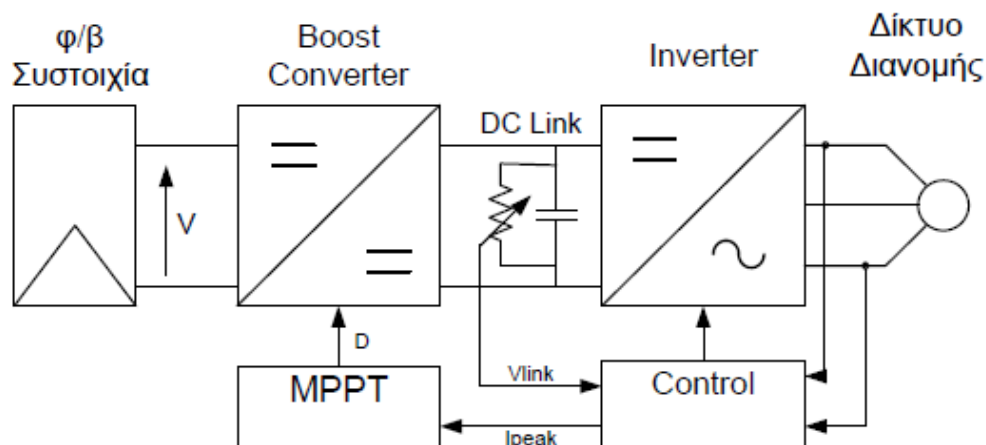 φ/β
Συστοιχία
Boost
Converter
Inverter
Δίκτυο
Διανομής
DC Link
V
D
MPPT
Vlink
Control
Ipeak